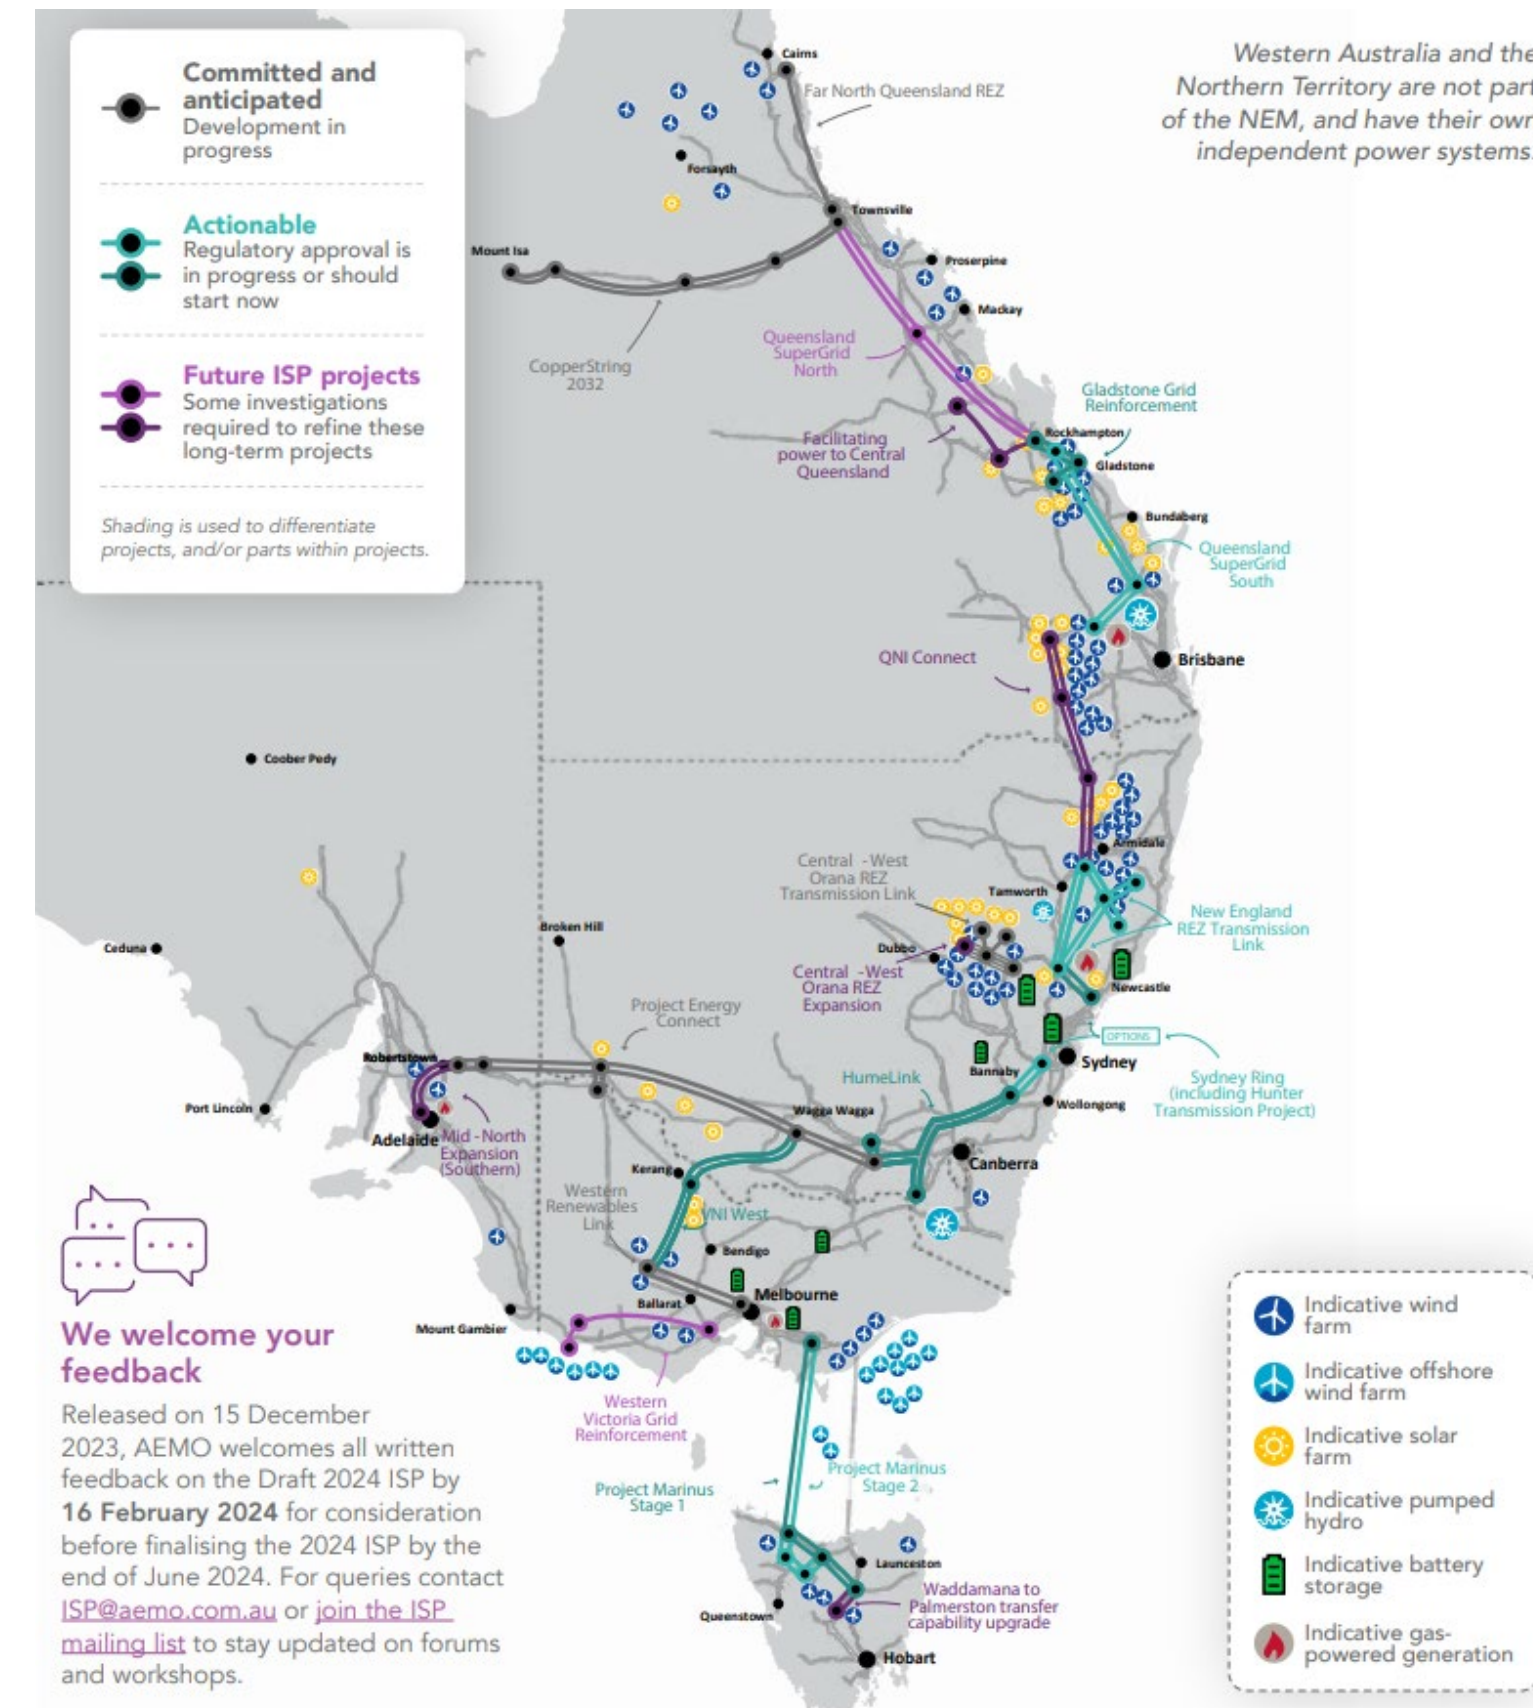 Committed and
anticipated
Development in
progress
Actionable
Regulatory approval is
in progress or should
start now
Future ISP projects
Some investigations
required to refine these
long-term projects
Shading is used to differentiate
projects, and/or parts within projects.
Western Australia and the
Northern Territory are not part
of the NEM, and have their own
independent power systems.
Cairns
Far North Queensland REZ
Forsayth
Townsville
Mount Isa
Proserpine
Mackay
CopperString
2032
Queensland
SuperGrid
North
Gladstone Grid
Reinforcement
Rockhampton
Facilitating
power to Central
Queensland
Gladstone
Bundaberg
Queensland
SuperGrid
South
QNI Connect
Brisbane
Coober Pedy
Armidale
Central -West
Orana REZ
Transmission Link
Tamworth
New England
REZ Transmission
Link
Broken Hill
Dubbo
Ceduna
Central -West
Orana REZ
Expansion
Newcastle
Project Energy
Connect
OPTIONS
Robertstown
Sydney
Bannaby
HumeLink
Sydney Ring
(including Hunter
Transmission Project)
Port Lincoln
Wagga Wagga
Wollongong
Adelaide
Mid -North
Expansion
(Southern)
Kerang
Canberra
Western
Renewables
Link
VNI West
Bendigo
Melbourne
Ballarat
Mount Gambier
Western
Victoria Grid
Reinforcement
Project Marinus
Stage 1
Project Marinus
Stage 2
Launceston
Queenstown
Waddamana to
Palmerston transfer
capability upgrade
Hobart
We welcome your
feedback
Released on 15 December
2023, AEMO welcomes all written
feedback on the Draft 2024 ISP by
16 February 2024 for consideration
before finalising the 2024 ISP by the
end of June 2024. For queries contact
ISP@aemo.com.au or join the ISP
mailing list to stay updated on forums
and workshops.
Indicative wind
farm
Indicative offshore
wind farm
Indicative solar
farm
Indicative pumped
hydro
Indicative battery
storage
Indicative gas-
powered generation